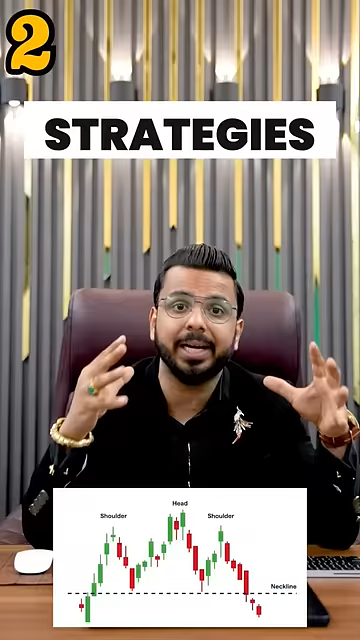 2
STRATEGIES
Head
Shoulder
Shoulder
Neckline